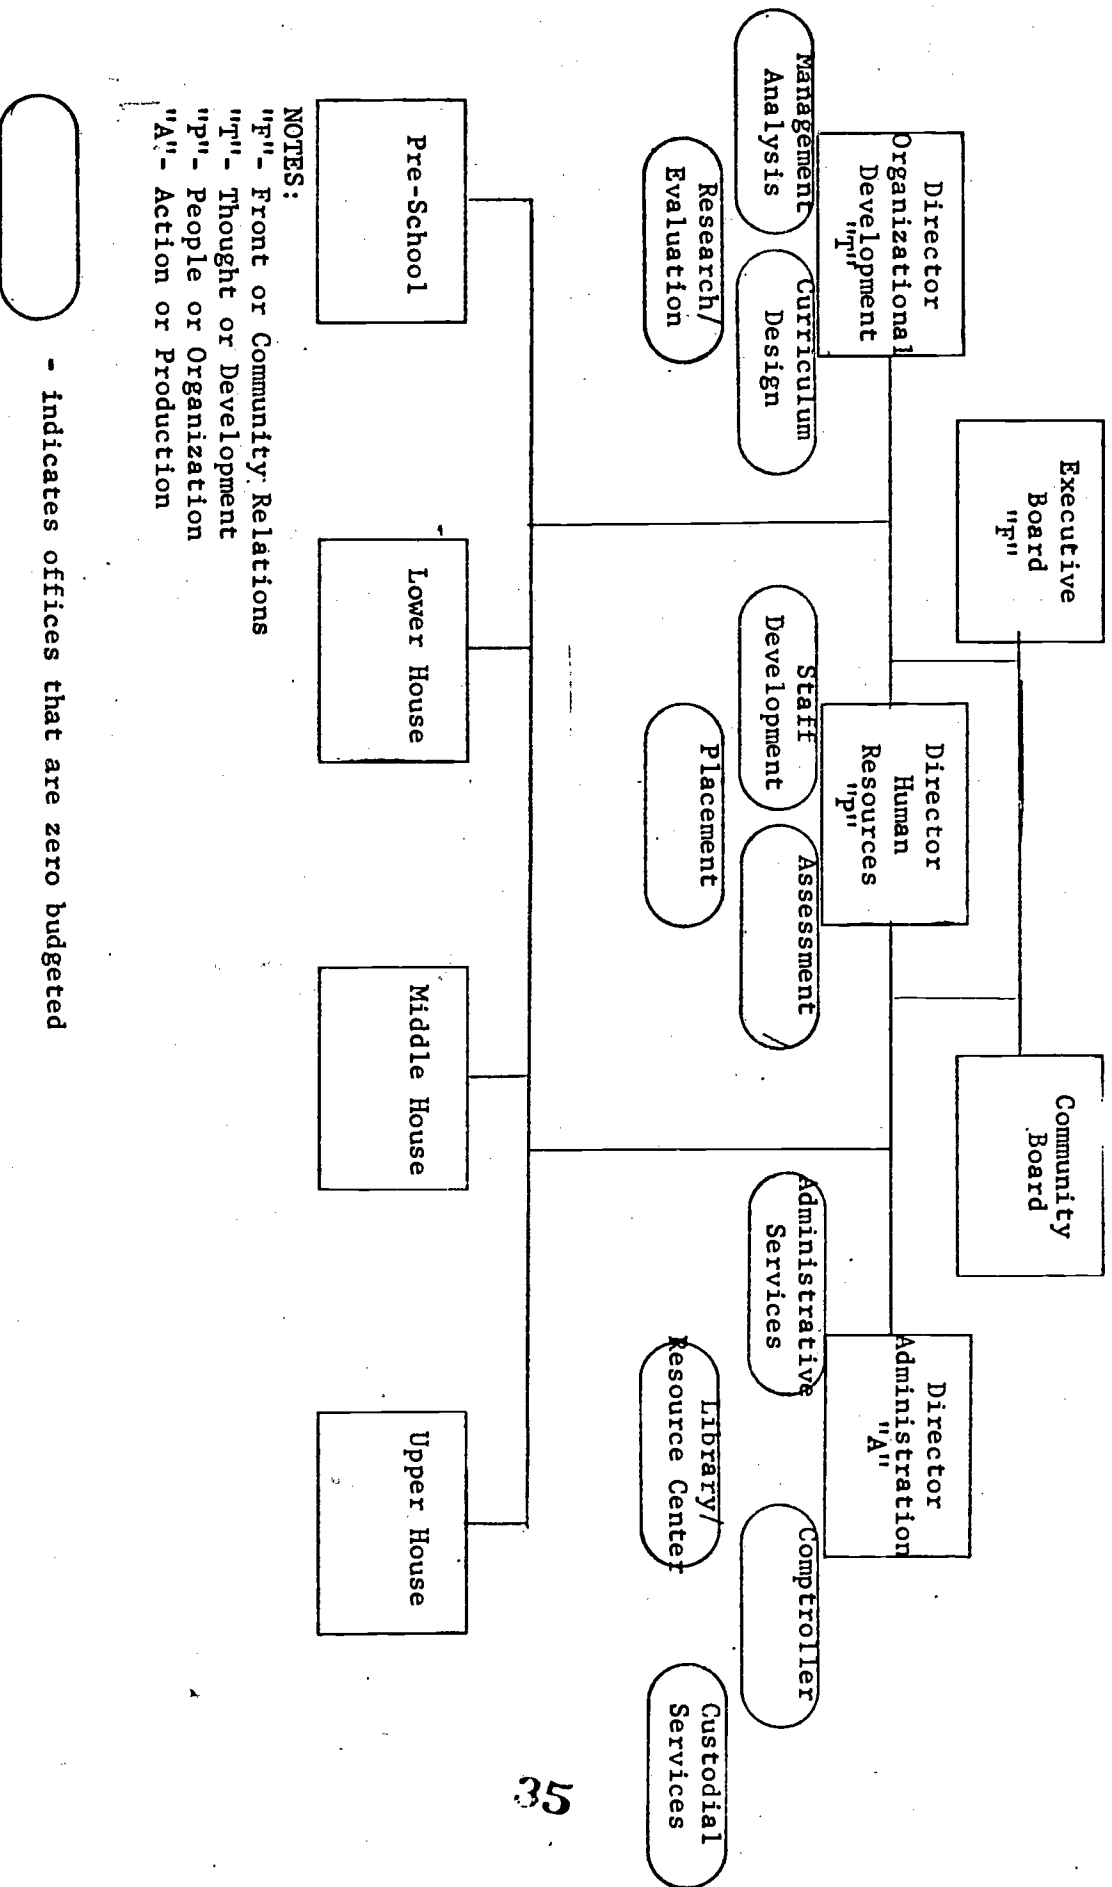 Executive
Board
"F"
Community
Board
Director
Organizational
Development
"T"
Director
Human
Resources
"P"
Director
Administration
"A"
Management
Analysis
Curriculum
Design
Research/
Evaluation
Staff
Development
Assessment
Placement
Administrative
Services
Comptroller
Library/
Resource Center
Custodial
Services
Pre-School
Lower House
Middle House
Upper House
NOTES:
"F"- Front or Community Relations
"T"- Thought or Development
"P"- People or Organization
"A"- Action or Production
- indicates offices that are zero budgeted
35